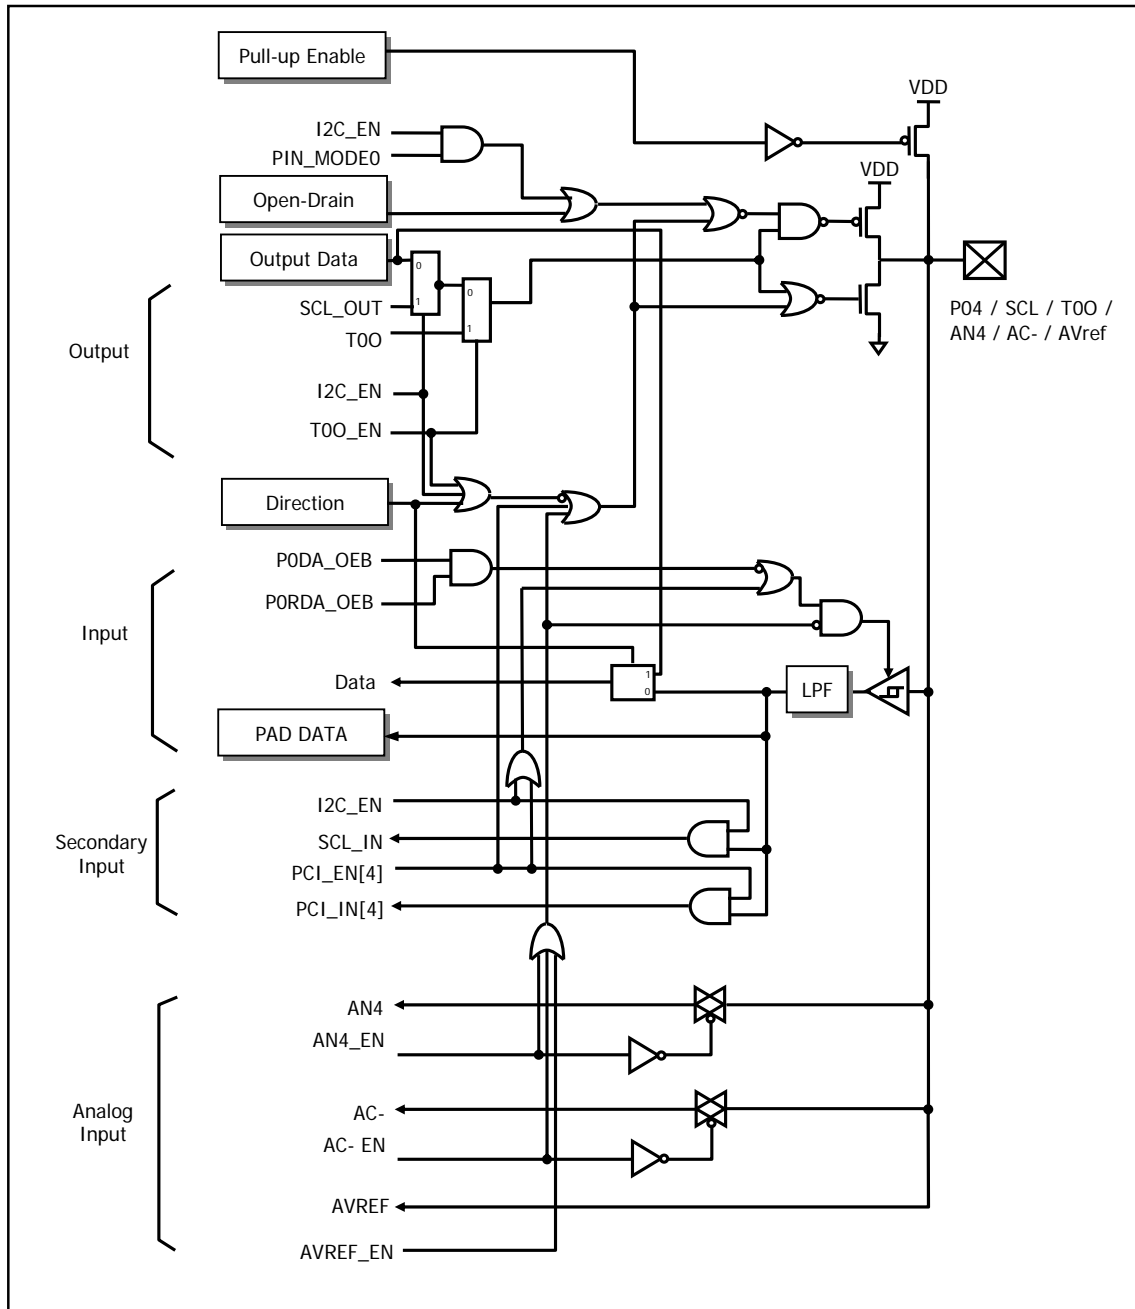 Pull-up Enable
VDD
I2C_EN
PIN_MODE0
VDD
Open-Drain
Output Data
0
1
SCL_OUT
0
1
T0O
P04 / SCL / T0O /
AN4 / AC- / AVref
Output
I2C_EN
T0O_EN
Direction
P0DA_OEB
P0RDA_OEB
Input
Data
1
0
LPF
PAD DATA
I2C_EN
Secondary
Input
SCL_IN
PCI_EN[4]
PCI_IN[4]
AN4
AN4_EN
Analog
Input
AC-
AC- EN
AVREF
AVREF_EN